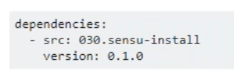 dependencies:
  - src: 030.sensu-install
    version: 0.1.0